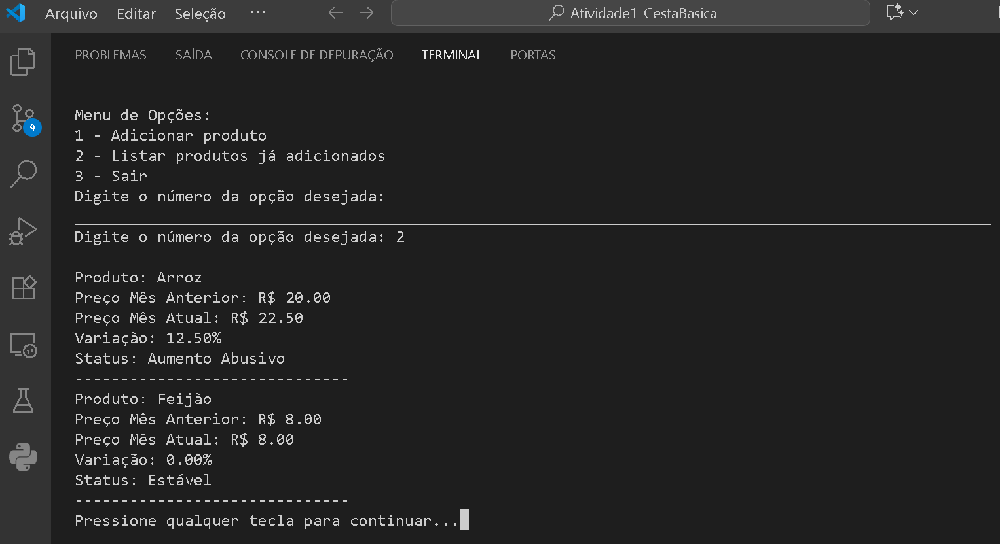 Arquivo Editar Seleção ··· Atividade1_CestaBasica
PROBLEMAS SAÍDA CONSOLE DE DEPURAÇÃO TERMINAL PORTAS
Menu de Opções:
1 - Adicionar produto
2 - Listar produtos já adicionados
3 - Sair
Digite o número da opção desejada:
Digite o número da opção desejada: 2
Produto: Arroz
Preço Mês Anterior: R$ 20.00
Preço Mês Atual: R$ 22.50
Variação: 12.50%
Status: Aumento Abusivo
------------------------------
Produto: Feijão
Preço Mês Anterior: R$ 8.00
Preço Mês Atual: R$ 8.00
Variação: 0.00%
Status: Estável
------------------------------
Pressione qualquer tecla para continuar...
9